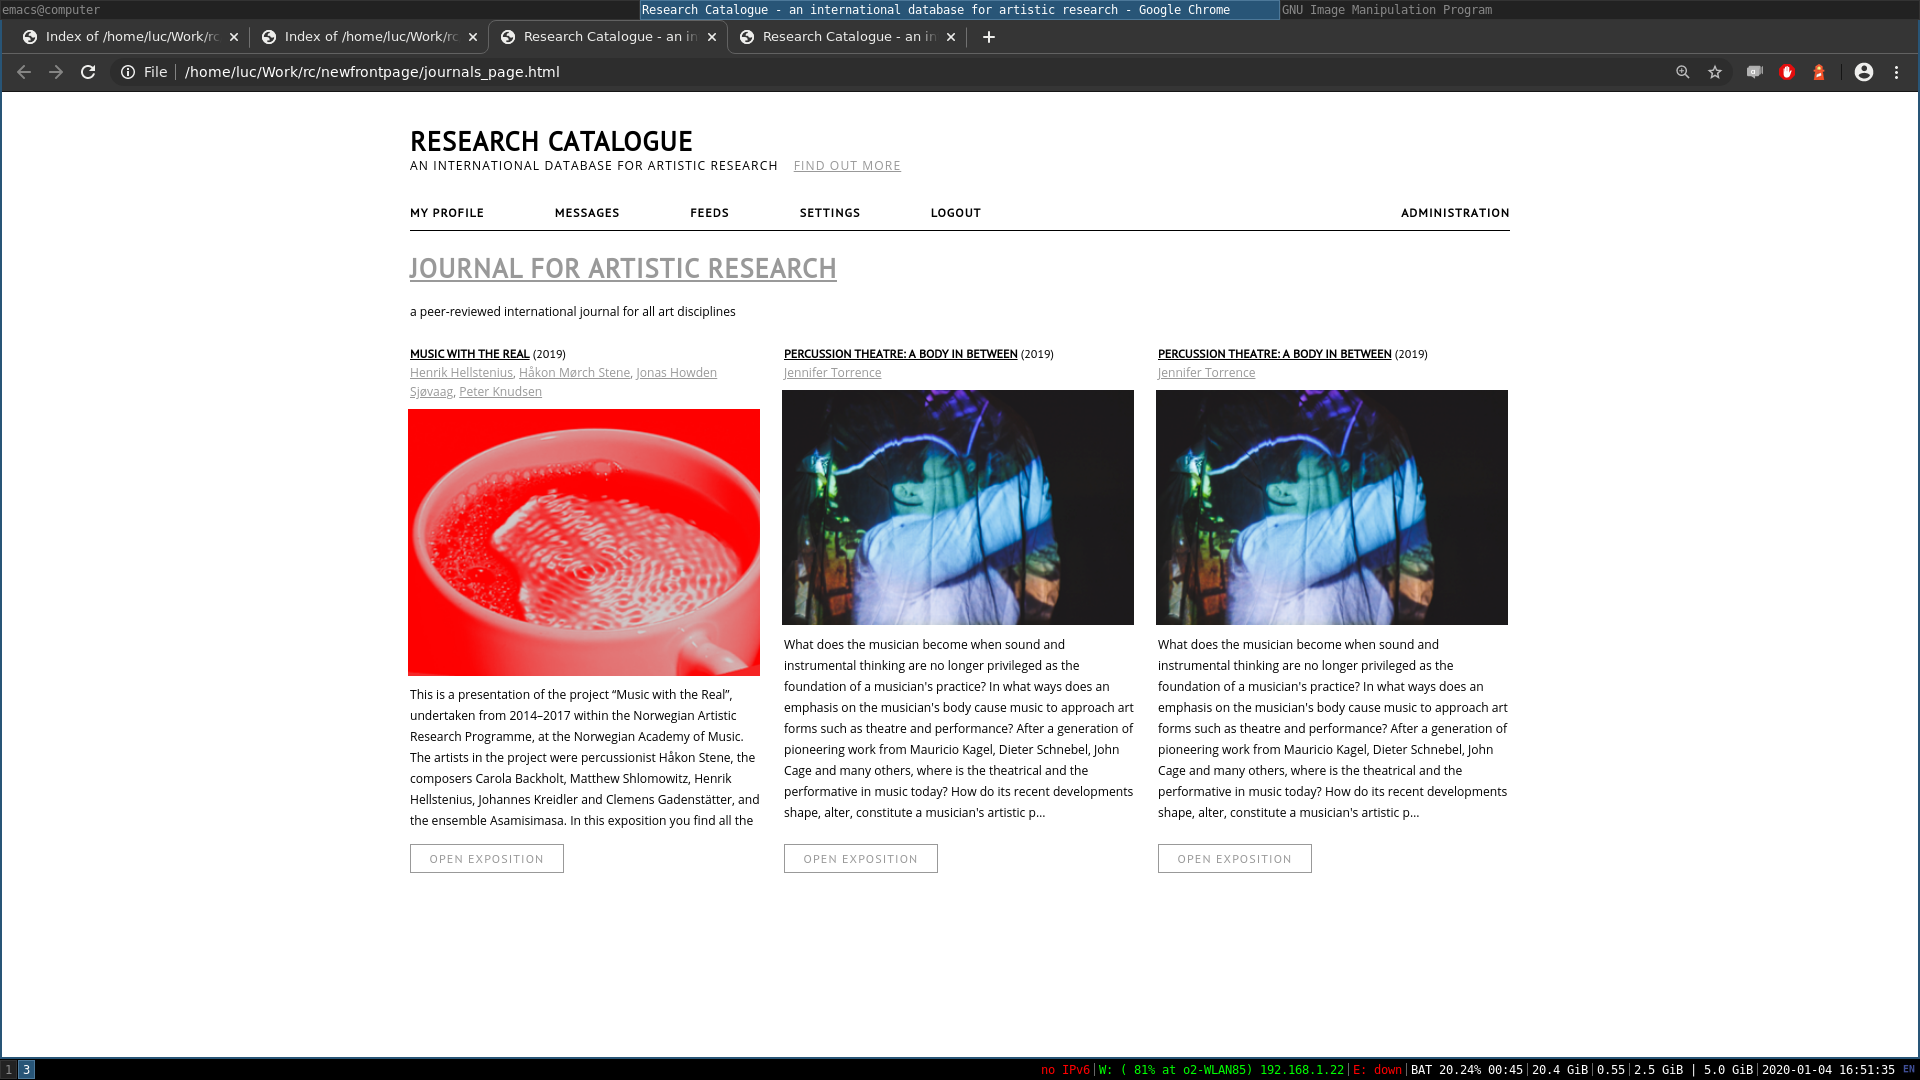 emacs@computer
Research Catalogue - an international database for artistic research - Google Chrome
GNU Image Manipulation Program
Index of /home/luc/Work/rc
Index of /home/luc/Work/rc
Research Catalogue - an in
Research Catalogue - an in
File
/home/luc/Work/rc/newfrontpage/journals_page.html
RESEARCH CATALOGUE
AN INTERNATIONAL DATABASE FOR ARTISTIC RESEARCH FIND OUT MORE
MY PROFILE MESSAGES FEEDS SETTINGS LOGOUT ADMINISTRATION
JOURNAL FOR ARTISTIC RESEARCH
a peer-reviewed international journal for all art disciplines
MUSIC WITH THE REAL (2019)
Henrik Hellstenius, Håkon Mørch Stene, Jonas Howden
Sjøvaag, Peter Knudsen
This is a presentation of the project “Music with the Real”,
undertaken from 2014–2017 within the Norwegian Artistic
Research Programme, at the Norwegian Academy of Music.
The artists in the project were percussionist Håkon Stene, the
composers Carola Backholt, Matthew Shlomowitz, Henrik
Hellstenius, Johannes Kreidler and Clemens Gadenstätter, and
the ensemble Asamisimasa. In this exposition you find all the
OPEN EXPOSITION
PERCUSSION THEATRE: A BODY IN BETWEEN (2019)
Jennifer Torrence
What does the musician become when sound and
instrumental thinking are no longer privileged as the
foundation of a musician's practice? In what ways does an
emphasis on the musician's body cause music to approach art
forms such as theatre and performance? After a generation of
pioneering work from Mauricio Kagel, Dieter Schnebel, John
Cage and many others, where is the theatrical and the
performative in music today? How do its recent developments
shape, alter, constitute a musician's artistic p...
OPEN EXPOSITION
PERCUSSION THEATRE: A BODY IN BETWEEN (2019)
Jennifer Torrence
What does the musician become when sound and
instrumental thinking are no longer privileged as the
foundation of a musician's practice? In what ways does an
emphasis on the musician's body cause music to approach art
forms such as theatre and performance? After a generation of
pioneering work from Mauricio Kagel, Dieter Schnebel, John
Cage and many others, where is the theatrical and the
performative in music today? How do its recent developments
shape, alter, constitute a musician's artistic p...
OPEN EXPOSITION
1 3
no IPv6|W: ( 81% at o2-WLAN85) 192.168.1.22|E: down|BAT 20.24% 00:45|20.4 GiB|0.55|2.5 GiB | 5.0 GiB|2020-01-04 16:51:35 EN